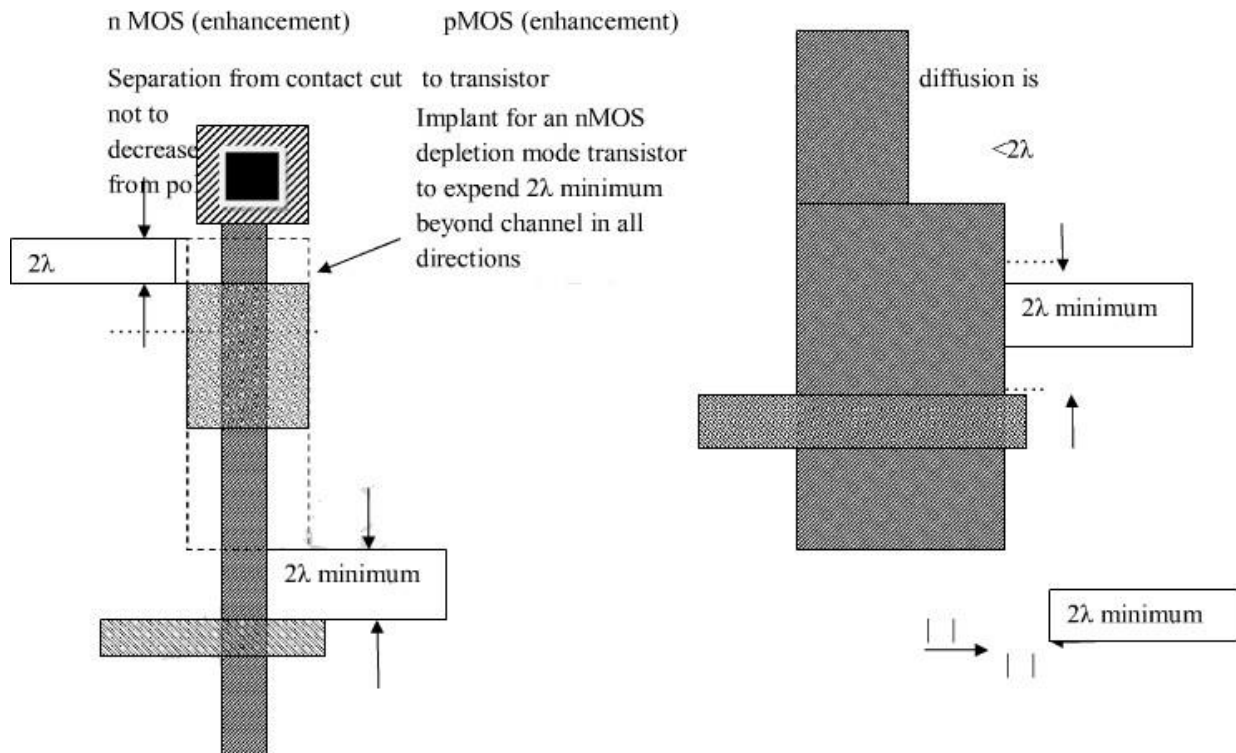 n MOS (enhancement) pMOS (enhancement)
Separation from contact cut to transistor diffusion is
not to
decrease
from po
Implant for an nMOS
depletion mode transistor
to expend 2λ minimum
beyond channel in all
directions
<2λ
2λ
2λ minimum
2λ minimum
2λ minimum